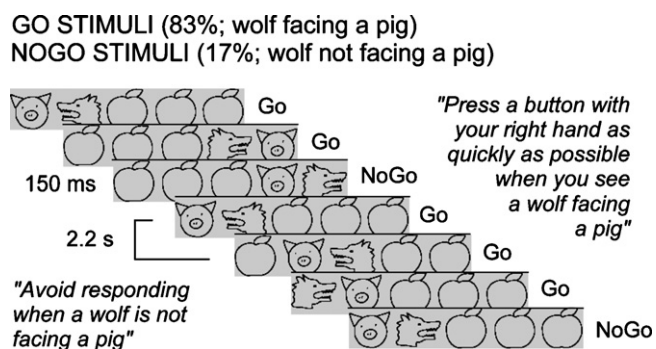 GO STIMULI (83%; wolf facing a pig)
NOGO STIMULI (17%; wolf not facing a pig)
Go
Go
NoGo
Go
Go
Go
NoGo
150 ms
2.2 s
"Press a button with
your right hand as
quickly as possible
when you see
a wolf facing
a pig"
"Avoid responding
when a wolf is not
facing a pig"